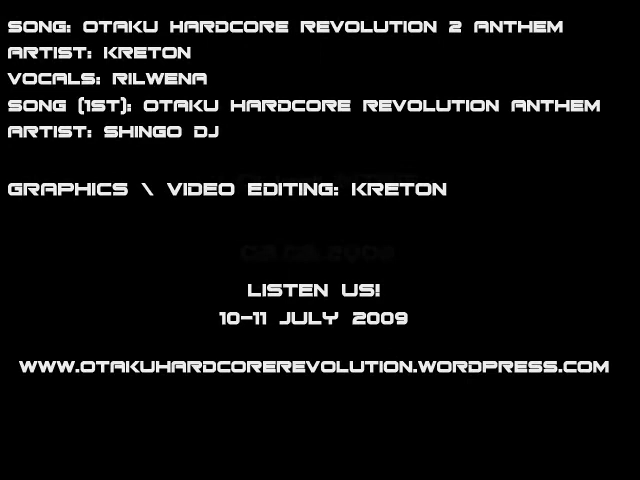 SONG: OTAKU HARDCORE REVOLUTION 2 ANTHEM
ARTIST: KRETON
VOCALS: RILWENA
SONG (1ST): OTAKU HARDCORE REVOLUTION ANTHEM
ARTIST: SHINGO DJ
GRAPHICS \ VIDEO EDITING: KRETON
LISTEN US!
10-11 JULY 2009
WWW.OTAKUHARDCOREREVOLUTION.WORDPRESS.COM